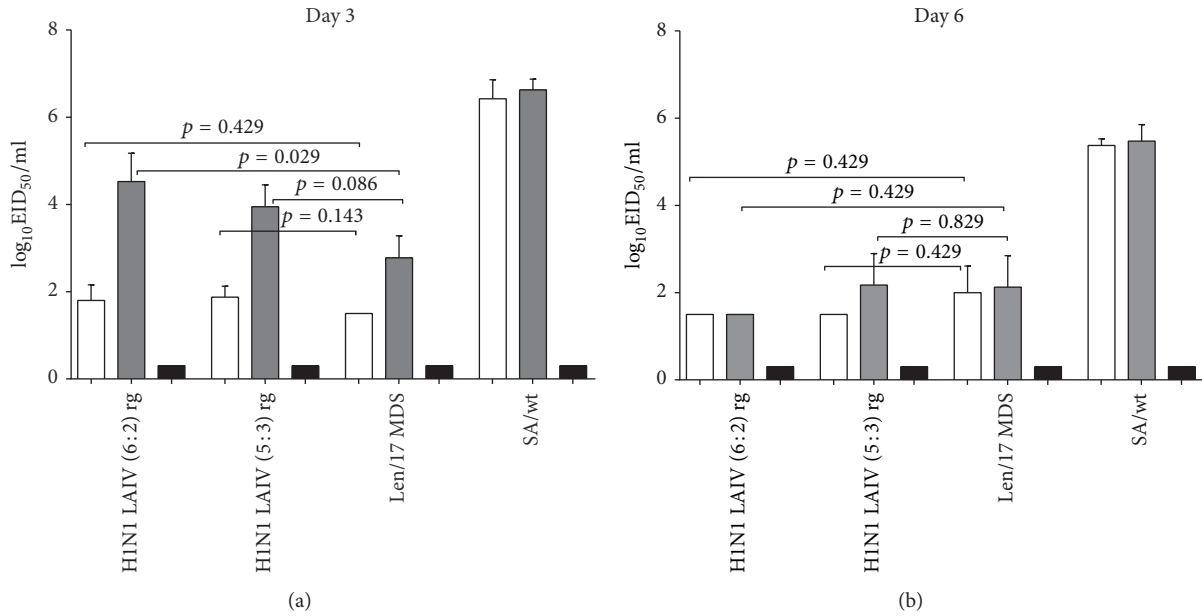 Day 3
8
6
4
2
0
log10EID50/ml
p = 0.429
p = 0.029
p = 0.086
p = 0.143
H1N1 LAIV (6:2) rg
H1N1 LAIV (5:3) rg
Len/17 MDS
SA/wt
(a)
Day 6
8
6
4
2
0
log10EID50/ml
p = 0.429
p = 0.429
p = 0.829
p = 0.429
H1N1 LAIV (6:2) rg
H1N1 LAIV (5:3) rg
Len/17 MDS
SA/wt
(b)